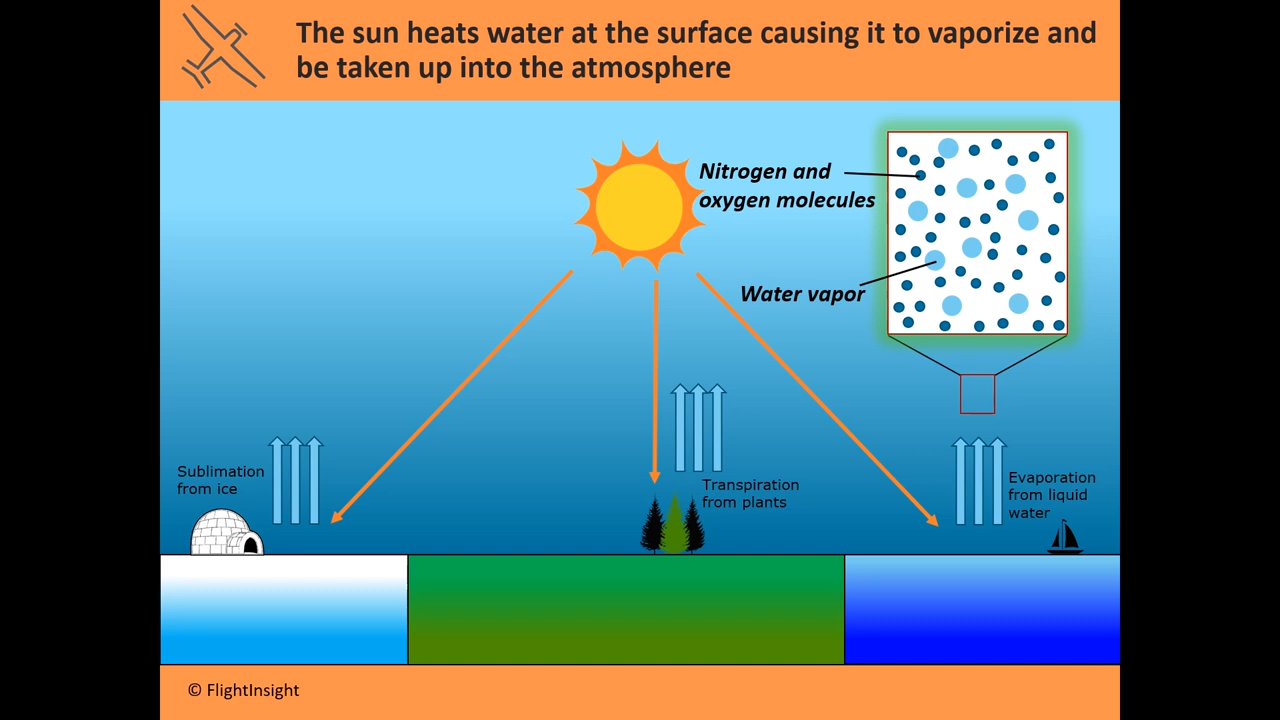 The sun heats water at the surface causing it to vaporize and
be taken up into the atmosphere
Nitrogen and
oxygen molecules
Water vapor
Sublimation
from ice
Transpiration
from plants
Evaporation
from liquid
water
© FlightInsight